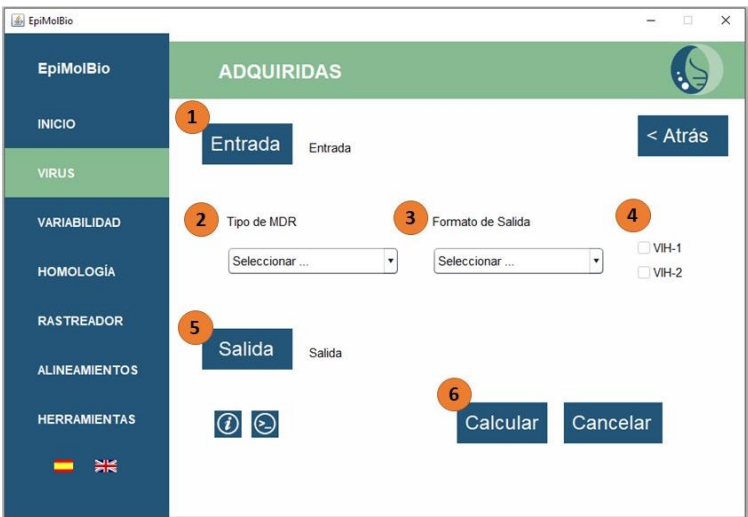 EpiMolBio
EpiMolBio
ADQUIRIDAS
INICIO
VIRUS
VARIABILIDAD
HOMOLOGÍA
RASTREADOR
ALINEAMIENTOS
HERRAMIENTAS
1
Entrada Entrada
< Atrás
2 Tipo de MDR
Seleccionar ...
3 Formato de Salida
Seleccionar ...
4
VIH-1
VIH-2
5
Salida Salida
i >_
6
Calcular Cancelar